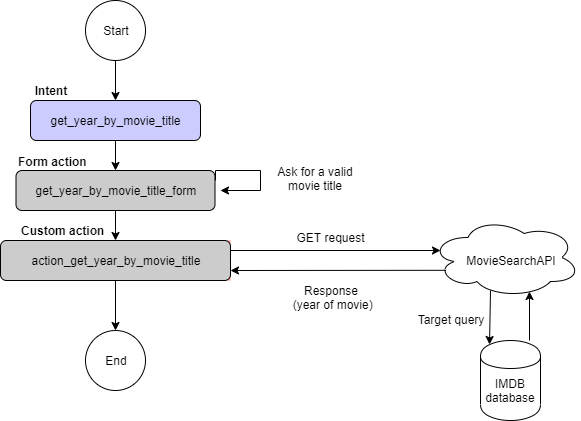 Start
Intent
get_year_by_movie_title
Form action
get_year_by_movie_title_form
Ask for a valid
movie title
Custom action
action_get_year_by_movie_title
GET request
MovieSearchAPI
Response
(year of movie)
Target query
End
IMDB
database